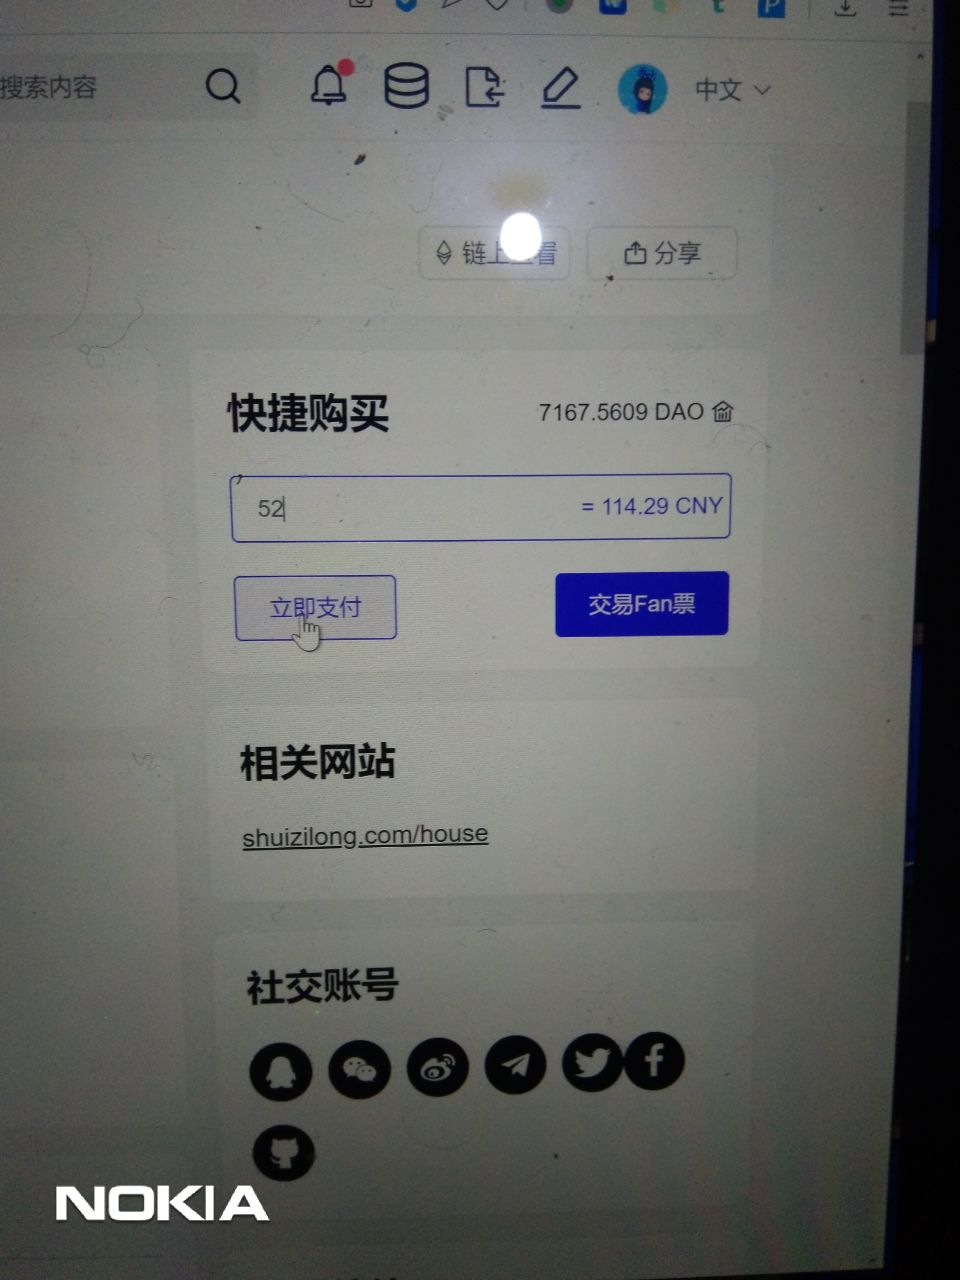 搜索内容
中文
链上查看
分享
快捷购买
7167.5609 DAO
52
= 114.29 CNY
立即支付
交易Fan票
相关网站
shuizilong.com/house
社交账号
NOKIA